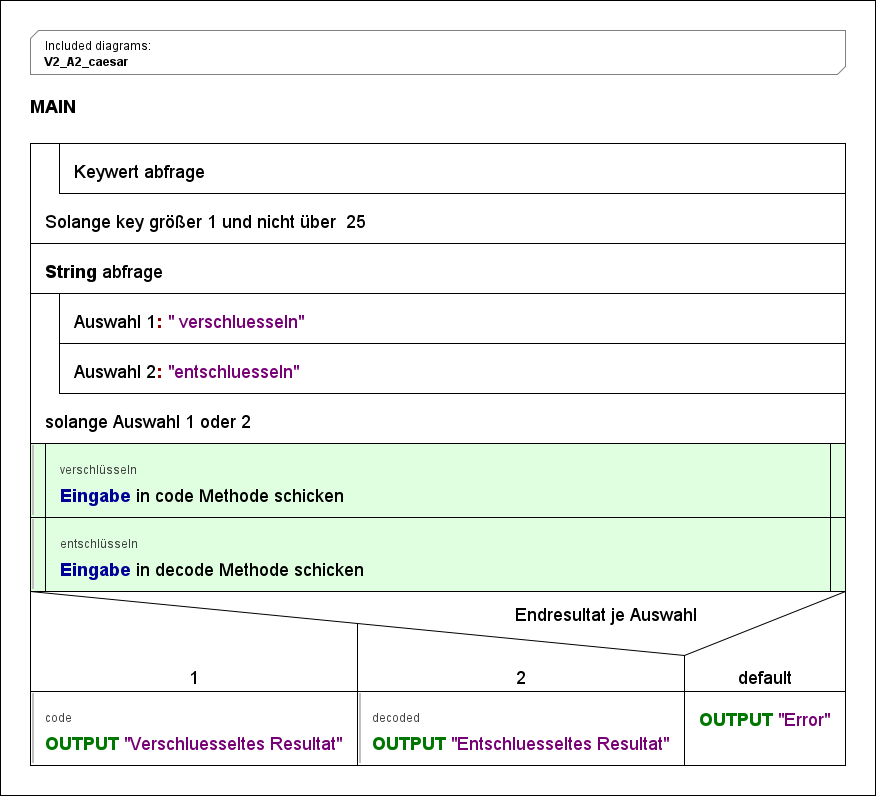 Included diagrams:
V2_A2_caesar
MAIN
Keywert abfrage
Solange key größer 1 und nicht über  25
String abfrage
Auswahl 1: " verschluesseln"
Auswahl 2: "entschluesseln"
solange Auswahl 1 oder 2
verschlüsseln
Eingabe in code Methode schicken
entschlüsseln
Eingabe in decode Methode schicken
Endresultat je Auswahl
1 2 default
code decoded
OUTPUT "Verschluesseltes Resultat" OUTPUT "Entschluesseltes Resultat" OUTPUT "Error"